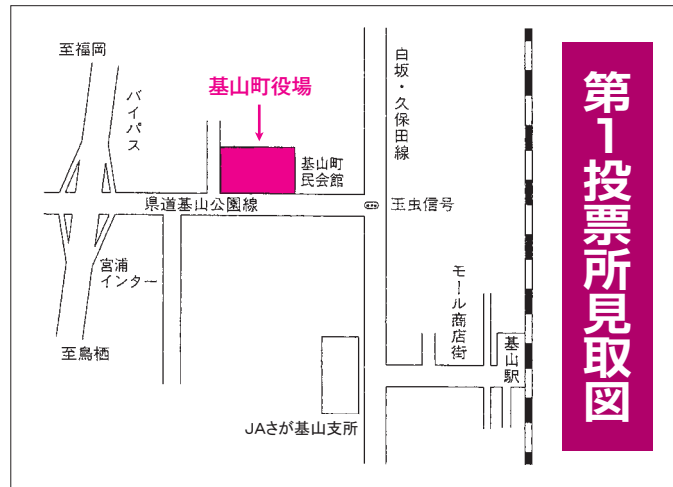 第1投票所見取図
至福岡
バイパス
基山町役場
基山町
民会館
白坂・久保田線
県道基山公園線
玉虫信号
宮浦
インター
至鳥栖
モール商店街
基山駅
JAさが基山支所